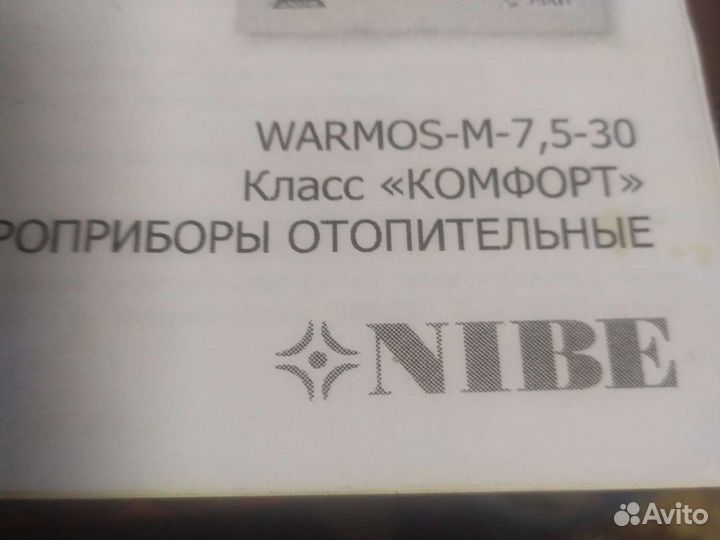 WARMOS-M-7,5-30
Класс «КОМФОРТ»
РОПРИБОРЫ ОТОПИТЕЛЬНЫЕ
NIBE
Avito